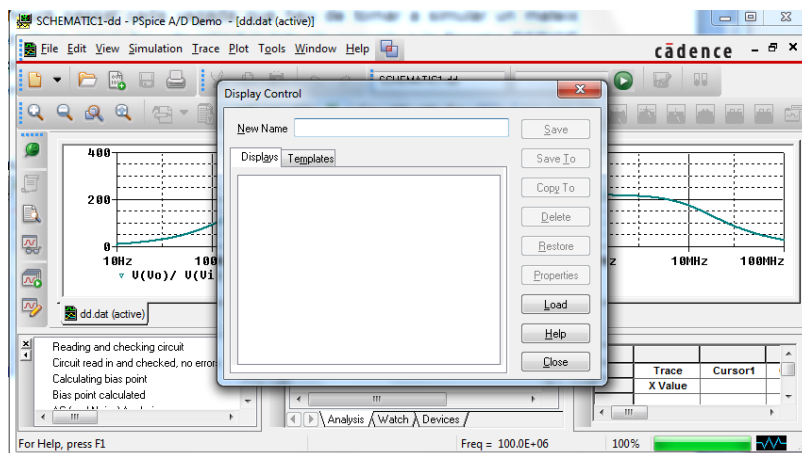 SCHEMATIC1-dd - PSpice A/D Demo - [dd.dat (active)]
File Edit View Simulation Trace Plot Tools Window Help
cādence
SCHEMATIC1-dd
Display Control
New Name
Save
Displays Templates
Save To
Copy To
Delete
Restore
Properties
Load
Help
Close
400
200
0
10Hz
10MHz 100MHz
V(Vo)/ V(Vi
dd.dat (active)
Reading and checking circuit
Circuit read in and checked, no error
Calculating bias point
Bias point calculated
Analysis Watch Devices
Trace Cursor1
X Value
For Help, press F1
Freq = 100.0E+06 100%